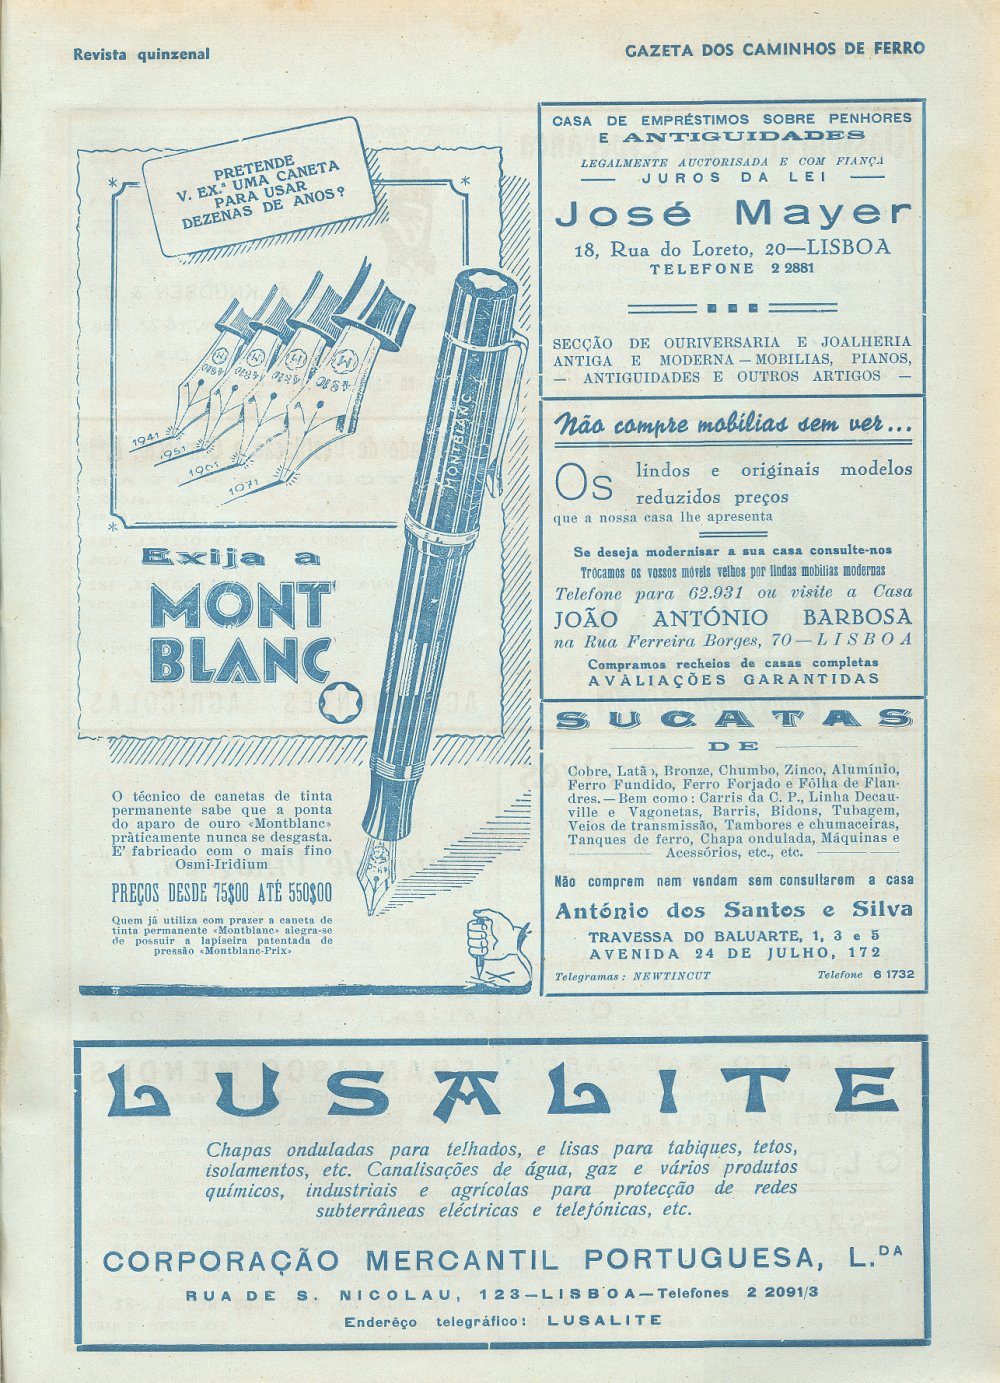 Revista quinzenal
GAZETA DOS CAMINHOS DE FERRO
PRETENDE
V. EX.ª UMA CANETA
PARA USAR
DEZENAS DE ANOS?
4810
4810
4810
4810
1941
1951
1961
1971
MONTBLANC
Exija a
MONT
BLANC
O técnico de canetas de tinta
permanente sabe que a ponta
do aparo de ouro «Montblanc»
pràticamente nunca se desgasta.
E' fabricado com o mais fino
Osmi-Iridium
PREÇOS DESDE 75$00 ATÉ 550$00
Quem já utiliza com prazer a caneta de
tinta permanente «Montblanc» alegra-se
de possuir a lapiseira patentada de
pressão «Montblanc-Prix»
CASA DE EMPRÉSTIMOS SOBRE PENHORES
E ANTIGUIDADES
LEGALMENTE AUCTORISADA E COM FIANÇA
JUROS DA LEI
José Mayer
18, Rua do Loreto, 20—LISBOA
TELEFONE 2 2881
SECÇÃO DE OURIVERSARIA E JOALHERIA
ANTIGA E MODERNA—MOBILIAS, PIANOS,
— ANTIGUIDADES E OUTROS ARTIGOS —
Não compre mobílias sem ver...
Os lindos e originais modelos
reduzidos preços
que a nossa casa lhe apresenta
Se deseja modernisar a sua casa consulte-nos
Trocamos os vossos móveis velhos por lindas mobilias modernas
Telefone para 62.931 ou visite a Casa
JOÃO ANTÓNIO BARBOSA
na Rua Ferreira Borges, 70—LISBOA
Compramos recheios de casas completas
AVALIAÇÕES GARANTIDAS
SUCATAS
DE
Cobre, Latão, Bronze, Chumbo, Zinco, Alumínio,
Ferro Fundido, Ferro Forjado e Fôlha de Flan-
dres.—Bem como: Carris da C. P., Linha Decau-
ville e Vagonetas, Barris, Bidons, Tubagem,
Veios de transmissão, Tambores e chumaceiras,
Tanques de ferro, Chapa ondulada, Máquinas e
Acessórios, etc., etc.
Não comprem nem vendam sem consultarem a casa
António dos Santos e Silva
TRAVESSA DO BALUARTE, 1, 3 e 5
AVENIDA 24 DE JULHO, 172
Telegramas: NEWTINCUT Telefone 6 1732
LUSALITE
Chapas onduladas para telhados, e lisas para tabiques, tetos,
isolamentos, etc. Canalisações de água, gaz e vários produtos
químicos, industriais e agrícolas para protecção de redes
subterrâneas eléctricas e telefónicas, etc.
CORPORAÇÃO MERCANTIL PORTUGUESA, L.DA
RUA DE S. NICOLAU, 123—LISBOA—Telefones 2 2091/3
Enderêço telegráfico: LUSALITE